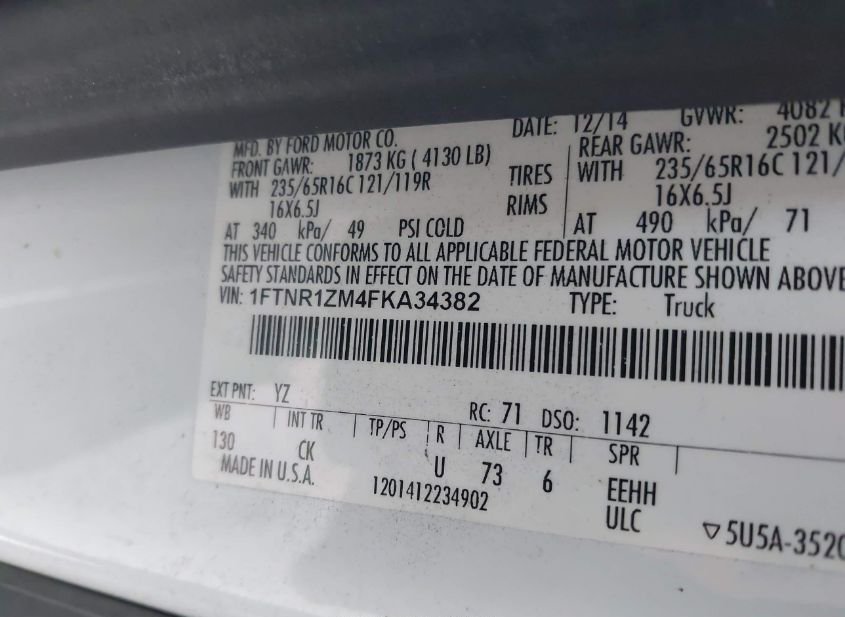 MFD. BY FORD MOTOR CO.
DATE: 12/14 GVWR: 4082
FRONT GAWR: 1873 KG ( 4130 LB) REAR GAWR: 2502 KG
WITH 235/65R16C 121/119R TIRES WITH 235/65R16C 121/
16X6.5J RIMS 16X6.5J
AT 340 kPa/ 49 PSI COLD AT 490 kPa/ 71
THIS VEHICLE CONFORMS TO ALL APPLICABLE FEDERAL MOTOR VEHICLE
SAFETY STANDARDS IN EFFECT ON THE DATE OF MANUFACTURE SHOWN ABOVE
VIN: 1FTNR1ZM4FKA34382 TYPE: Truck
EXT PNT: YZ RC: 71 DSO: 1142
WB INT TR TP/PS R AXLE TR SPR
130 CK U 73 6 EEHH
MADE IN U.S.A. 1201412234902 ULC
▽5U5A-3520